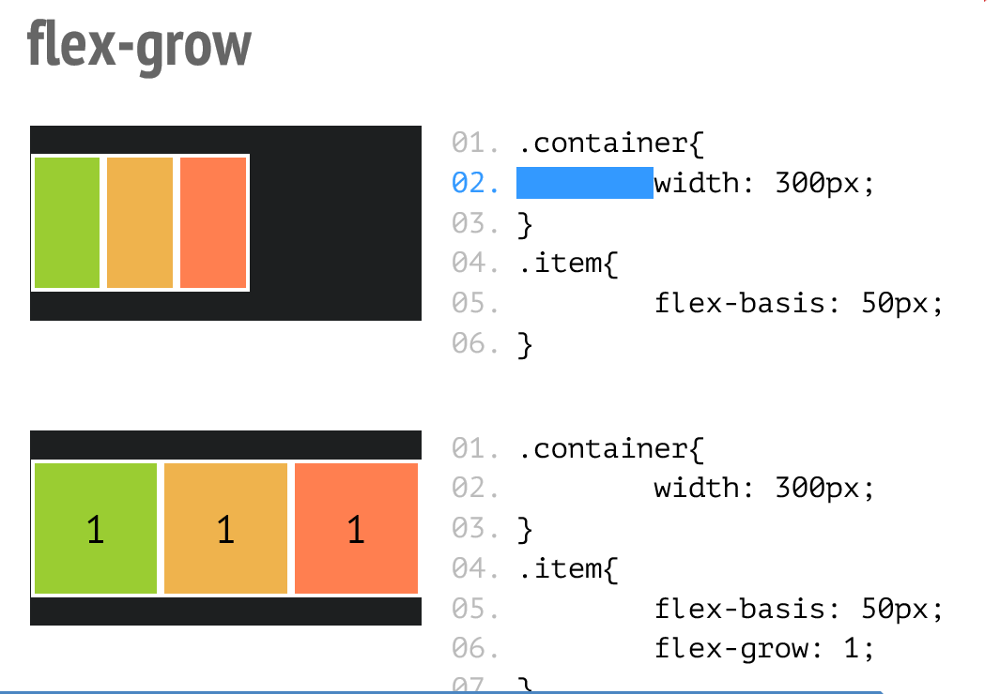 flex-grow
01. .container{
02. width: 300px;
03. }
04. .item{
05. flex-basis: 50px;
06. }
1 1 1
01. .container{
02. width: 300px;
03. }
04. .item{
05. flex-basis: 50px;
06. flex-grow: 1;
07. }